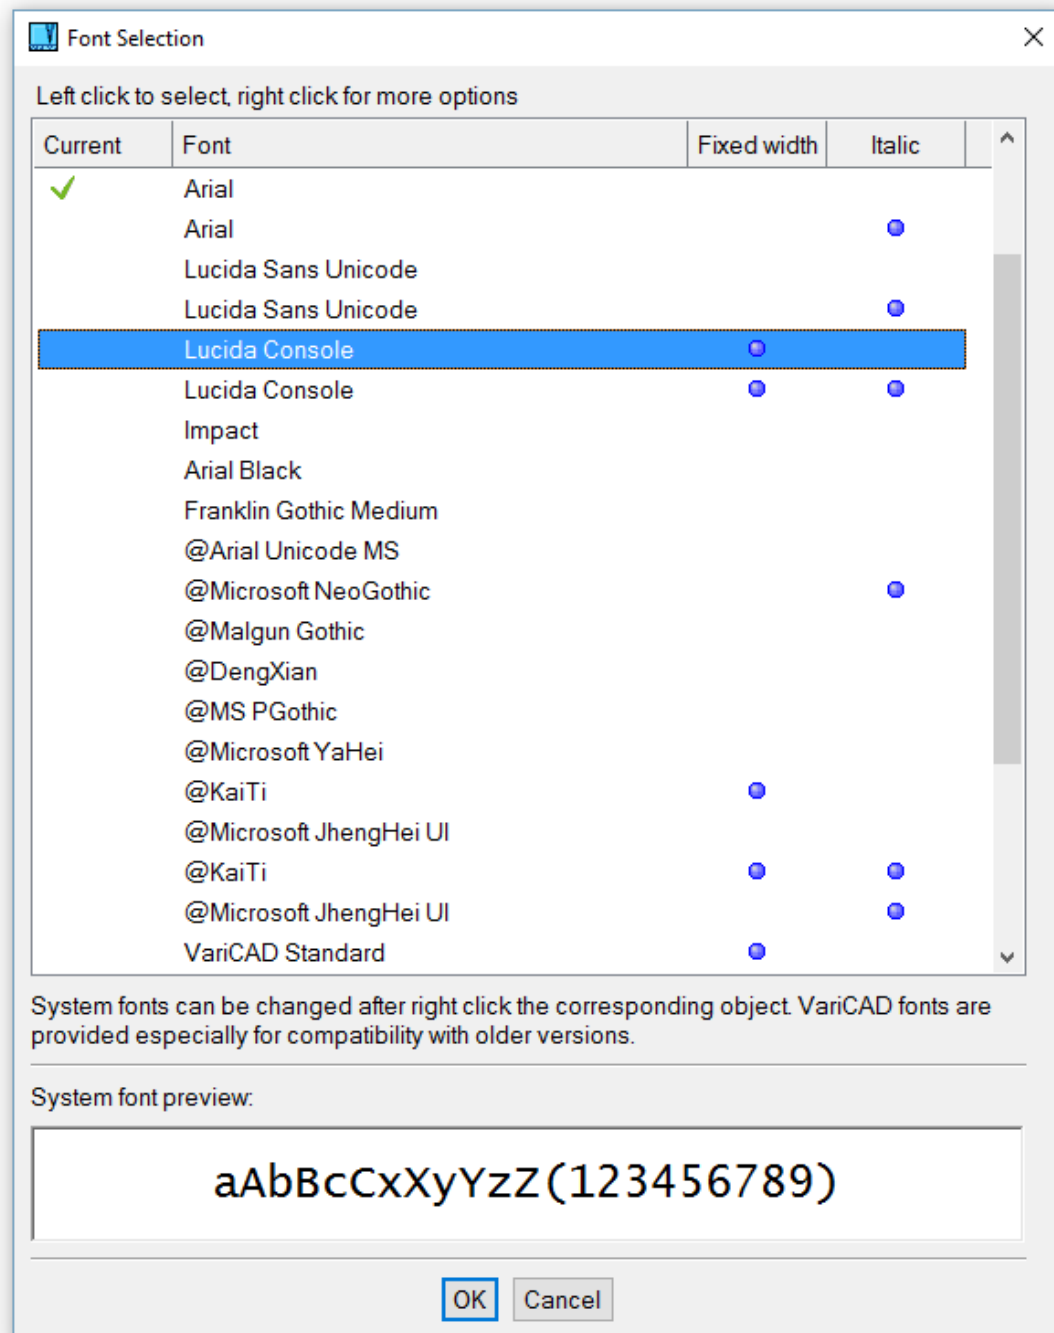 Font Selection
Left click to select, right click for more options
Current Font Fixed width Italic
Arial
Arial
Lucida Sans Unicode
Lucida Sans Unicode
Lucida Console
Lucida Console
Impact
Arial Black
Franklin Gothic Medium
@Arial Unicode MS
@Microsoft NeoGothic
@Malgun Gothic
@DengXian
@MS PGothic
@Microsoft YaHei
@KaiTi
@Microsoft JhengHei UI
@KaiTi
@Microsoft JhengHei UI
VariCAD Standard
System fonts can be changed after right click the corresponding object. VariCAD fonts are
provided especially for compatibility with older versions.
System font preview:
aAbBcCxXyYzZ(123456789)
OK Cancel